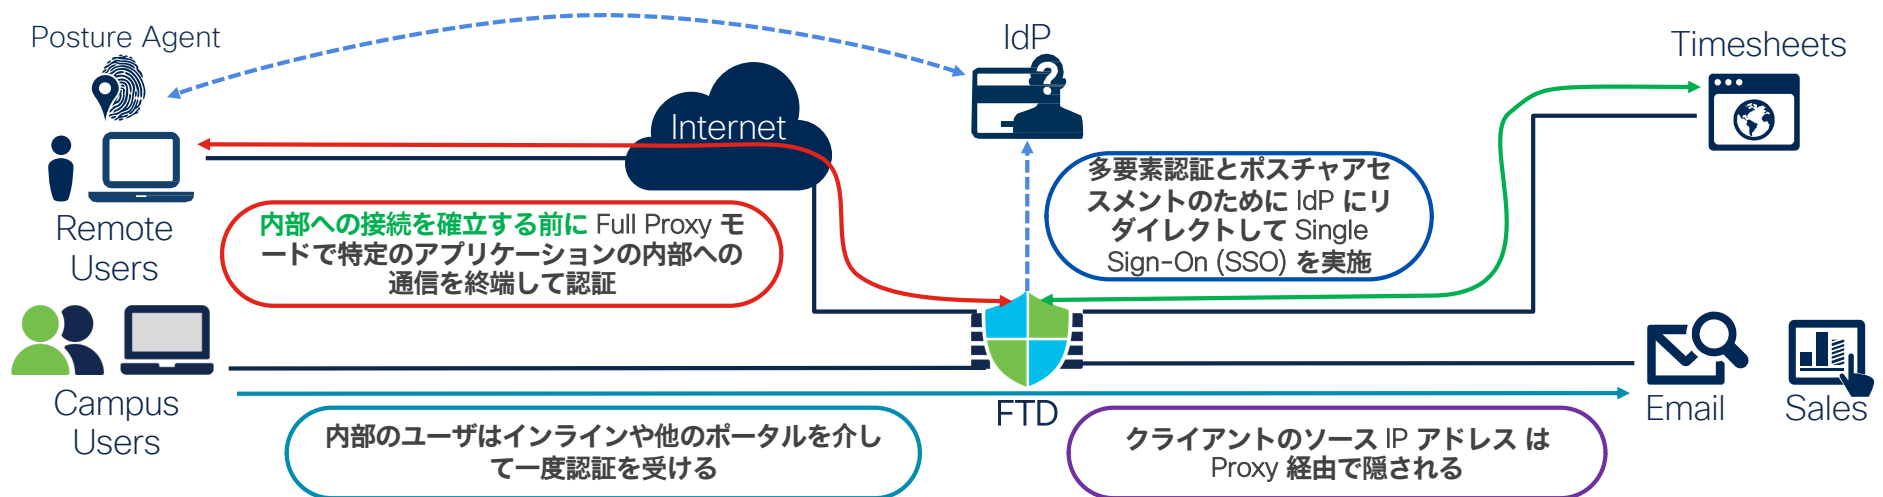 Posture Agent
IdP
Timesheets
Internet
Remote
Users
内部への接続を確立する前に Full Proxy モ
ードで特定のアプリケーションの内部への
通信を終端して認証
多要素認証とポスチャアセ
スメントのために IdP にリ
ダイレクトして Single
Sign-On (SSO) を実施
Campus
Users
FTD
Email
Sales
内部のユーザはインラインや他のポータルを介し
て一度認証を受ける
クライアントのソース IP アドレス は
Proxy 経由で隠される